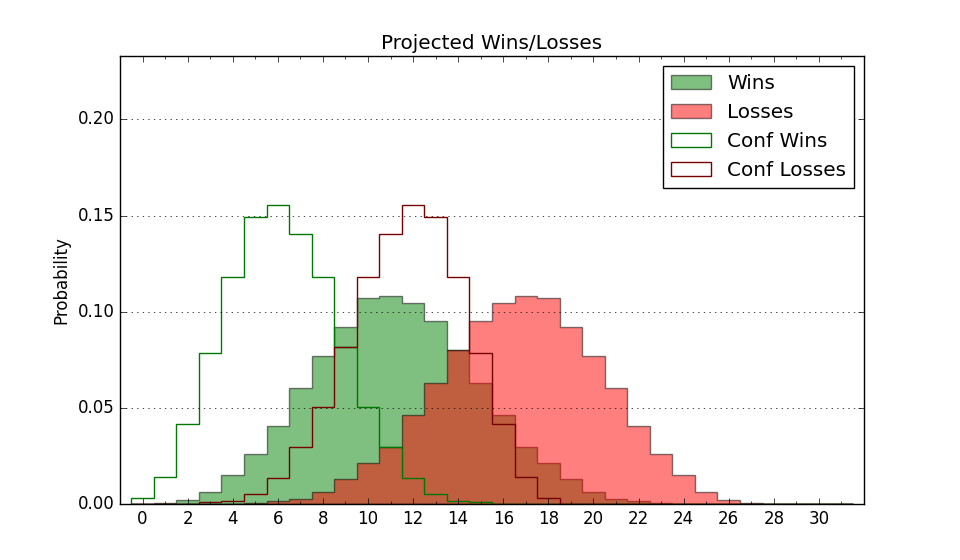 Projected Wins/Losses
Wins
Losses
Conf Wins
Conf Losses
Probability
0.20
0.15
0.10
0.05
0.00
0 2 4 6 8 10 12 14 16 18 20 22 24 26 28 30